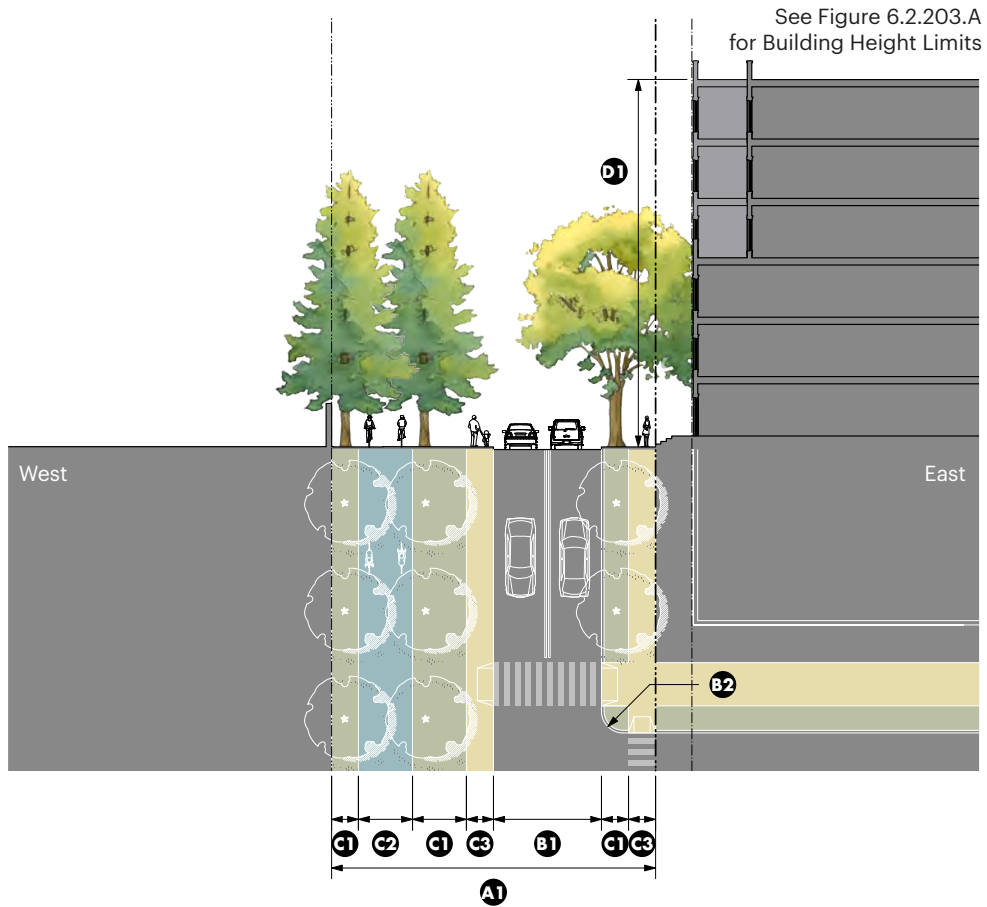 See Figure 6.2.203.A
for Building Height Limits
D1
West
East
B2
C1 C2 C1 C3 B1 C1 C3
A1